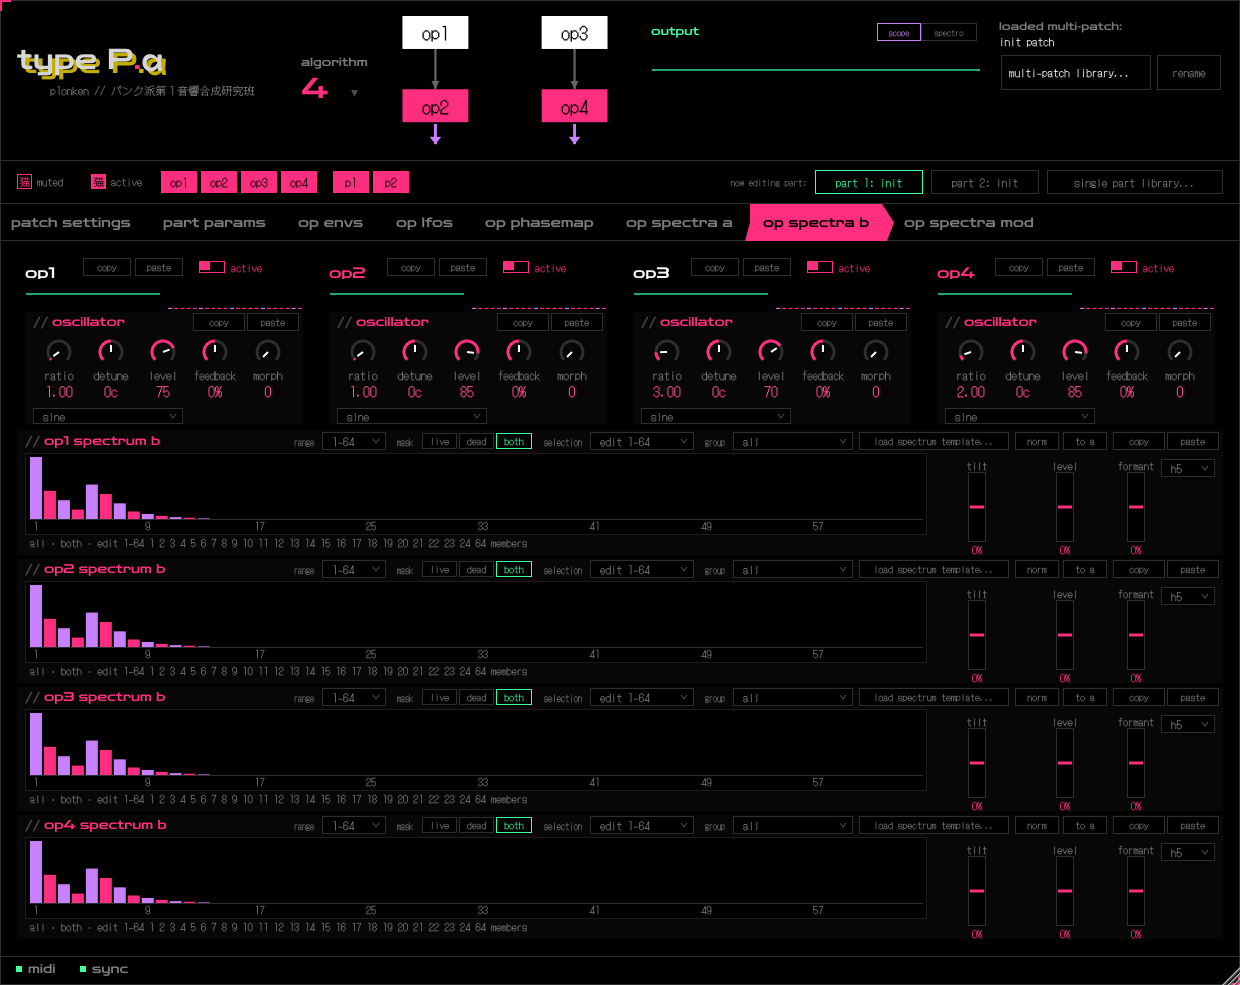 type P.a
plonken // パンク派第1音響合成研究班
algorithm
4
op1
op3
op2
op4
output
scope
spectro
loaded multi-patch:
init patch
multi-patch library...
rename
猫 muted
猫 active
op1 op2 op3 op4 p1 p2
now editing part:
part 1: init
part 2: init
single part library...
patch settings
part params
op envs
op lfos
op phasemap
op spectra a
op spectra b
op spectra mod
op1 copy paste active
op2 copy paste active
op3 copy paste active
op4 copy paste active
// oscillator copy paste
ratio detune level feedback morph
1.00 0c 75 0% 0
sine
// oscillator copy paste
ratio detune level feedback morph
1.00 0c 85 0% 0
sine
// oscillator copy paste
ratio detune level feedback morph
3.00 0c 70 0% 0
sine
// oscillator copy paste
ratio detune level feedback morph
2.00 0c 85 0% 0
sine
// op1 spectrum b range 1-64 mask live dead both selection edit 1-64 group all load spectrum template... norm to a copy paste
tilt level formant h5
1 9 17 25 33 41 49 57
all · both · edit 1-64 1 2 3 4 5 6 7 8 9 10 11 12 13 14 15 16 17 18 19 20 21 22 23 24 64 members
0% 0% 0%
// op2 spectrum b range 1-64 mask live dead both selection edit 1-64 group all load spectrum template... norm to a copy paste
tilt level formant h5
1 9 17 25 33 41 49 57
all · both · edit 1-64 1 2 3 4 5 6 7 8 9 10 11 12 13 14 15 16 17 18 19 20 21 22 23 24 64 members
0% 0% 0%
// op3 spectrum b range 1-64 mask live dead both selection edit 1-64 group all load spectrum template... norm to a copy paste
tilt level formant h5
1 9 17 25 33 41 49 57
all · both · edit 1-64 1 2 3 4 5 6 7 8 9 10 11 12 13 14 15 16 17 18 19 20 21 22 23 24 64 members
0% 0% 0%
// op4 spectrum b range 1-64 mask live dead both selection edit 1-64 group all load spectrum template... norm to a copy paste
tilt level formant h5
1 9 17 25 33 41 49 57
all · both · edit 1-64 1 2 3 4 5 6 7 8 9 10 11 12 13 14 15 16 17 18 19 20 21 22 23 24 64 members
0% 0% 0%
midi
sync